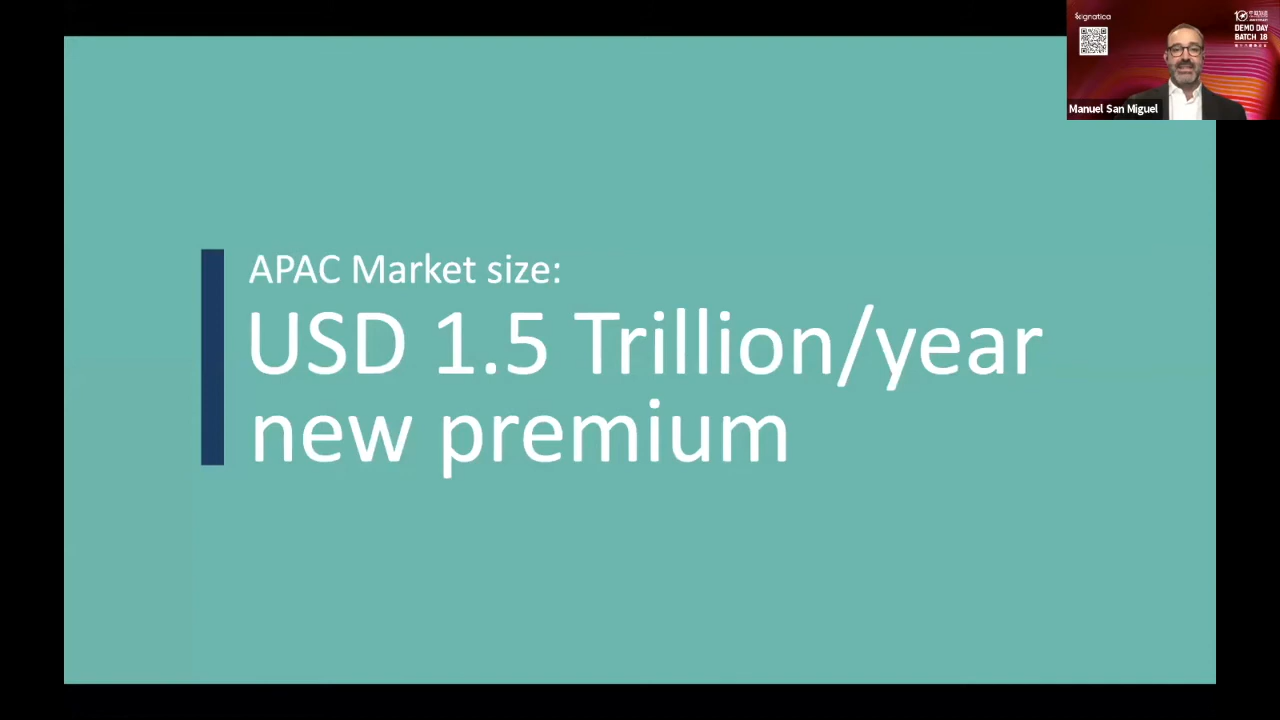 APAC Market size:
USD 1.5 Trillion/year
new premium
ignatica
DEMO DAY
BATCH 18
Manuel San Miguel